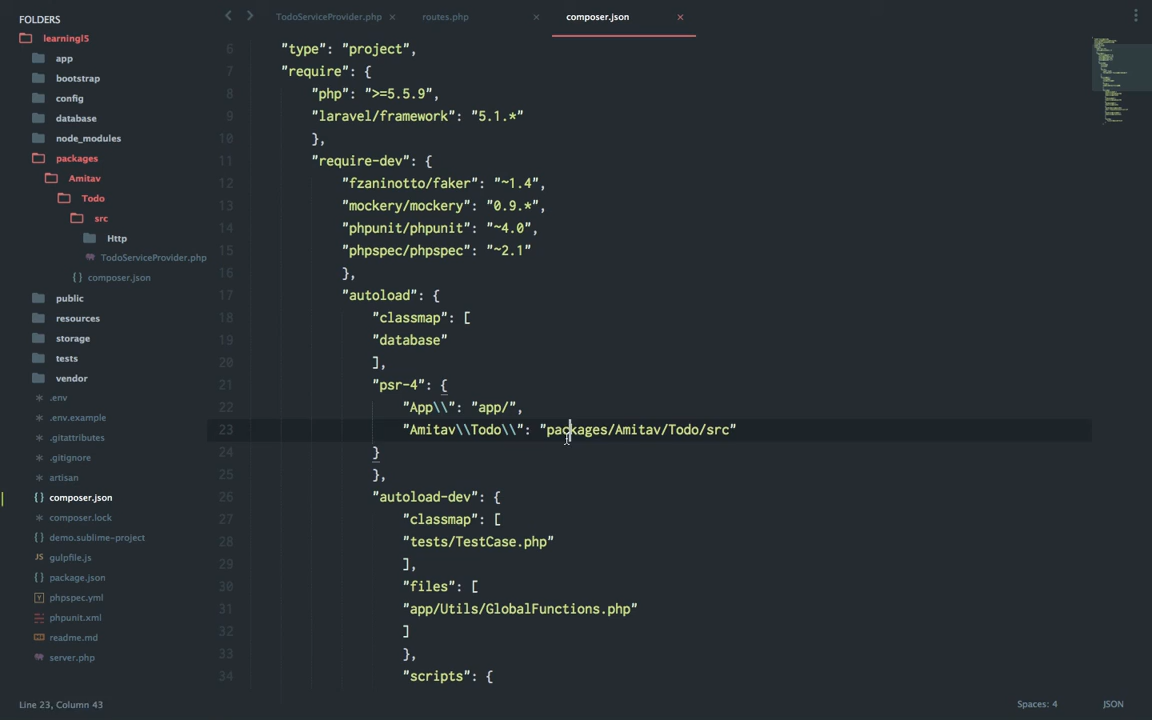 FOLDERS
learningl5
app
bootstrap
config
database
node_modules
packages
Amitav
Todo
src
Http
TodoServiceProvider.php
{ } composer.json
public
resources
storage
tests
vendor
.env
.env.example
.gitattributes
.gitignore
artisan
{ } composer.json
composer.lock
{ } demo.sublime-project
JS gulpfile.js
{ } package.json
Y phpspec.yml
phpunit.xml
readme.md
server.php
TodoServiceProvider.php × routes.php × composer.json ×
6 "type": "project",
7 "require": {
8 "php": ">=5.5.9",
9 "laravel/framework": "5.1.*"
10 },
11 "require-dev": {
12 "fzaninotto/faker": "~1.4",
13 "mockery/mockery": "0.9.*",
14 "phpunit/phpunit": "~4.0",
15 "phpspec/phpspec": "~2.1"
16 },
17 "autoload": {
18 "classmap": [
19 "database"
20 ],
21 "psr-4": {
22 "App\\": "app/",
23 "Amitav\\Todo\\": "packages/Amitav/Todo/src"
24 }
25 },
26 "autoload-dev": {
27 "classmap": [
28 "tests/TestCase.php"
29 ],
30 "files": [
31 "app/Utils/GlobalFunctions.php"
32 ]
33 },
34 "scripts": {
Line 23, Column 43 Spaces: 4 JSON